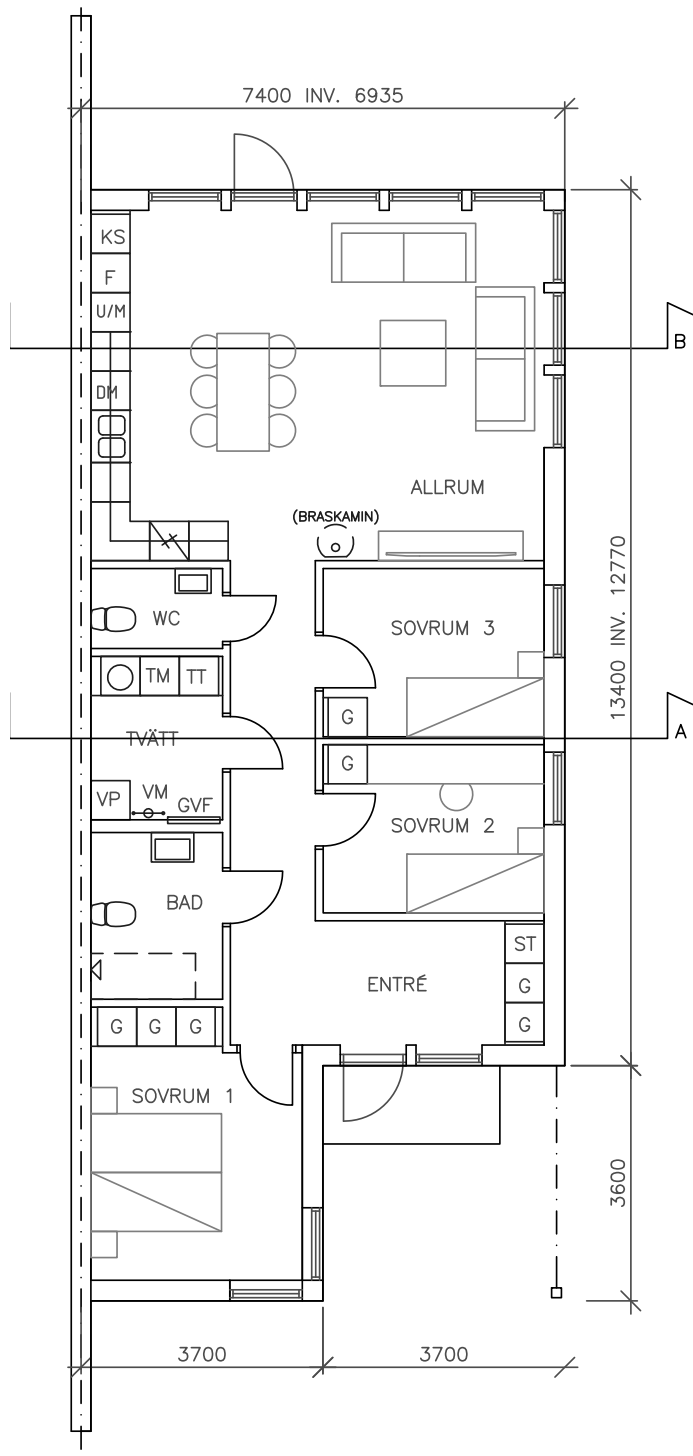 7400 INV. 6935
KS
F
U/M
B
DM
ALLRUM
(BRASKAMIN)
13400 INV. 12770
WC
SOVRUM 3
TM
TT
G
A
TVÄTT
G
VP
VM
GVF
SOVRUM 2
BAD
ST
ENTRÉ
G
G
G
G
G
SOVRUM 1
3600
3700
3700